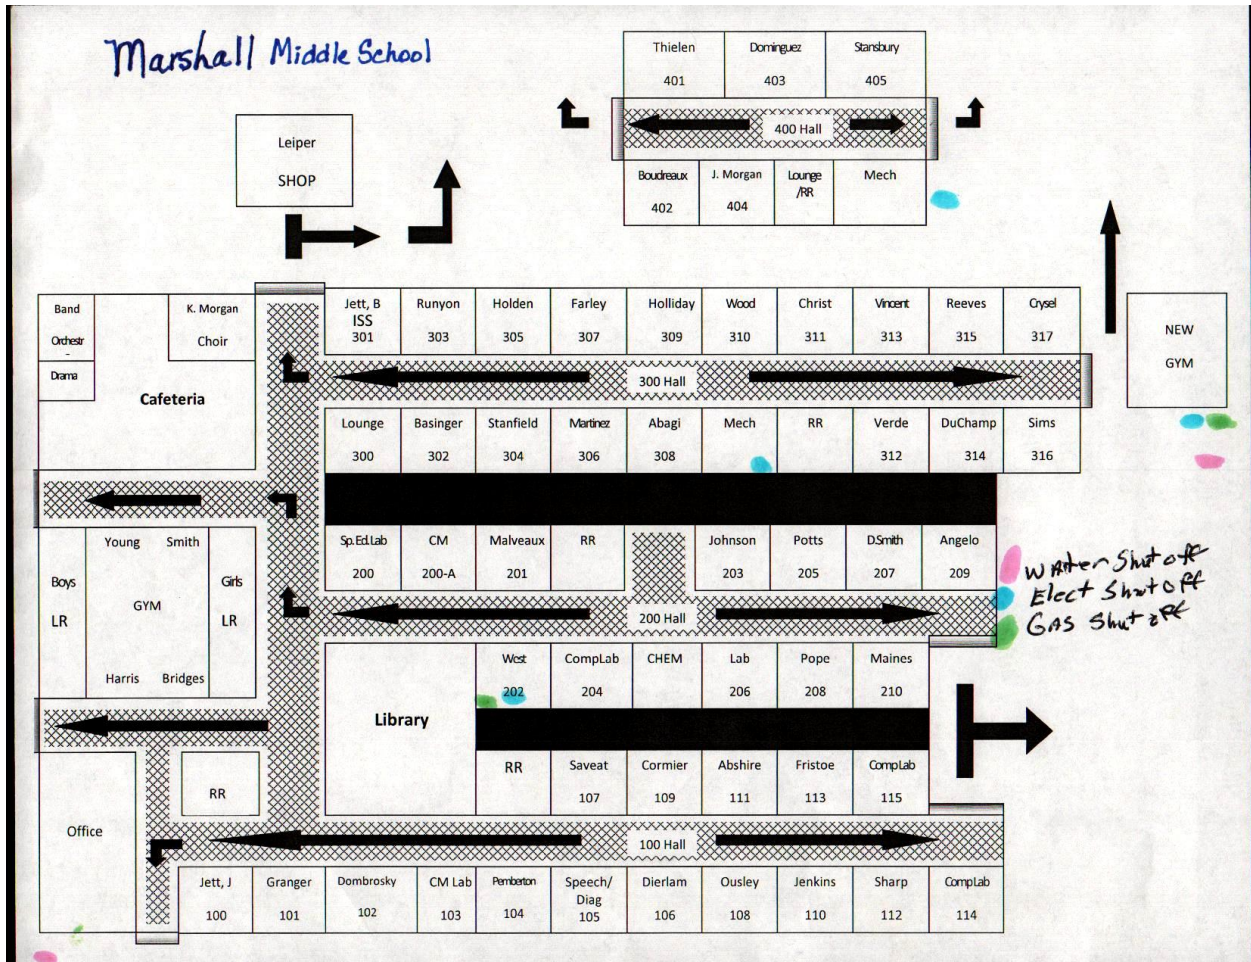 Marshall Middle School
Thielen Dominguez Stansbury
401 403 405
400 Hall
Boudreaux J. Morgan Lounge Mech
/RR
402 404
Leiper
SHOP
Band K. Morgan
Orchestr Choir
-
Drama
Cafeteria
Jett, B Runyon Holden Farley Holliday Wood Christ Vincent Reeves Crysel
ISS
301 303 305 307 309 310 311 313 315 317
NEW
GYM
300 Hall
Lounge Basinger Stanfield Martinez Abagi Mech RR Verde DuChamp Sims
300 302 304 306 308 312 314 316
Sp.Ed.Lab CM Malveaux RR Johnson Potts D.Smith Angelo
200 200-A 201 203 205 207 209
Young Smith
Boys GYM Girls
LR LR
Harris Bridges
Water Shut off
Elect Shut Off
GAS Shut off
200 Hall
West CompLab CHEM Lab Pope Maines
202 204 206 208 210
Library
RR Saveat Cormier Abshire Fristoe CompLab
107 109 111 113 115
RR
Office
100 Hall
Jett, J Granger Dombrosky CM Lab Pemberton Speech/ Dierlam Ousley Jenkins Sharp CompLab
Diag
100 101 102 103 104 105 106 108 110 112 114